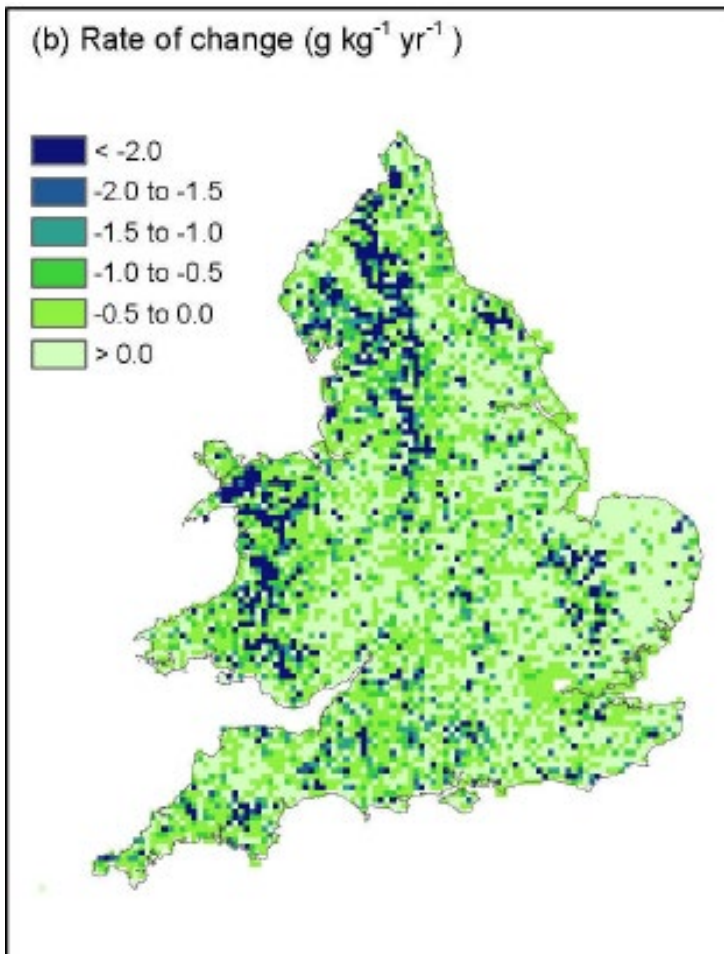 (b) Rate of change (g kg⁻¹ yr⁻¹ )
< -2.0
-2.0 to -1.5
-1.5 to -1.0
-1.0 to -0.5
-0.5 to 0.0
> 0.0